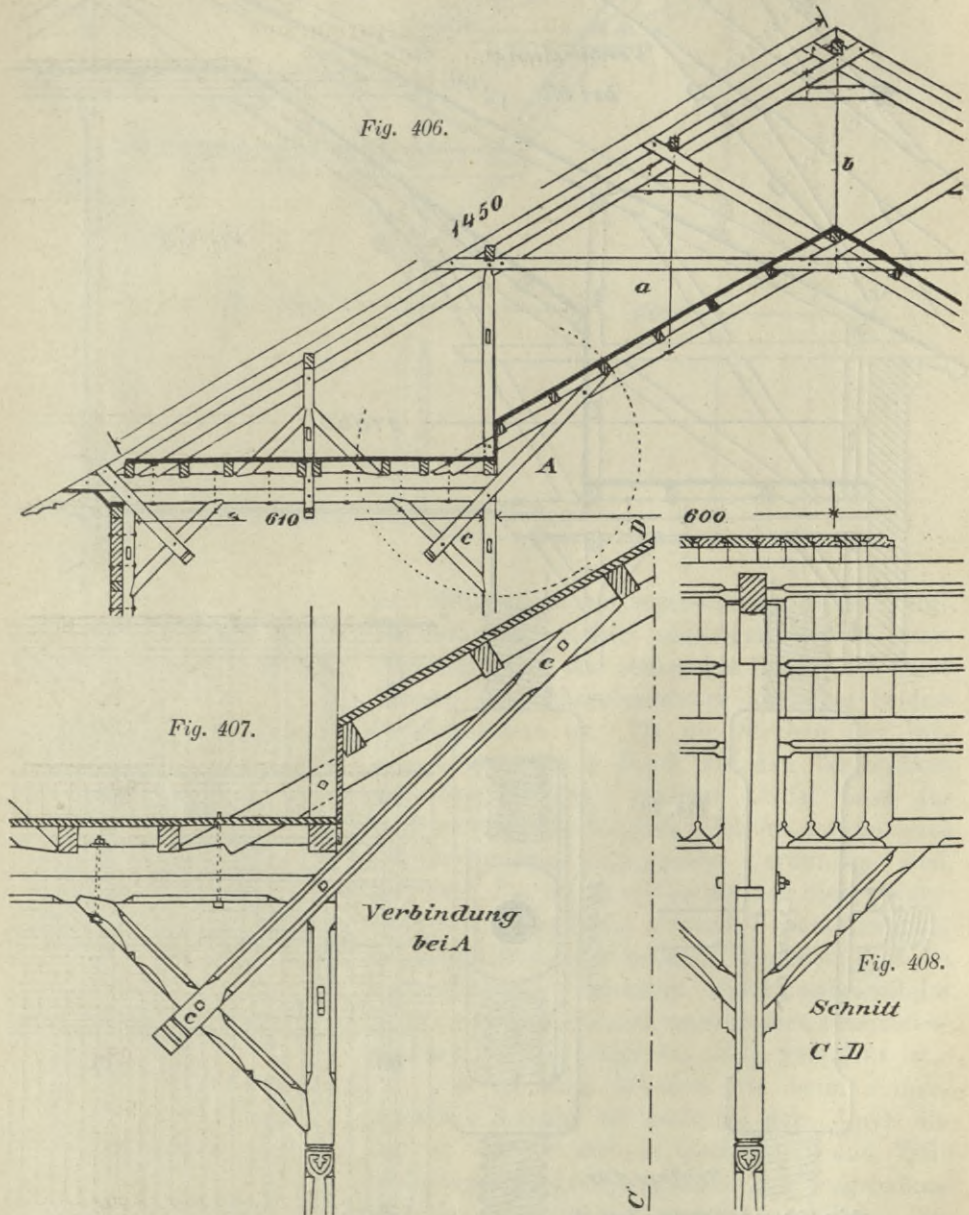 Fig. 406.
1450
b
a
A
610
c
600
D
Fig. 407.
c
Verbindung
bei A
c
Fig. 408.
Schnitt
C-D
C